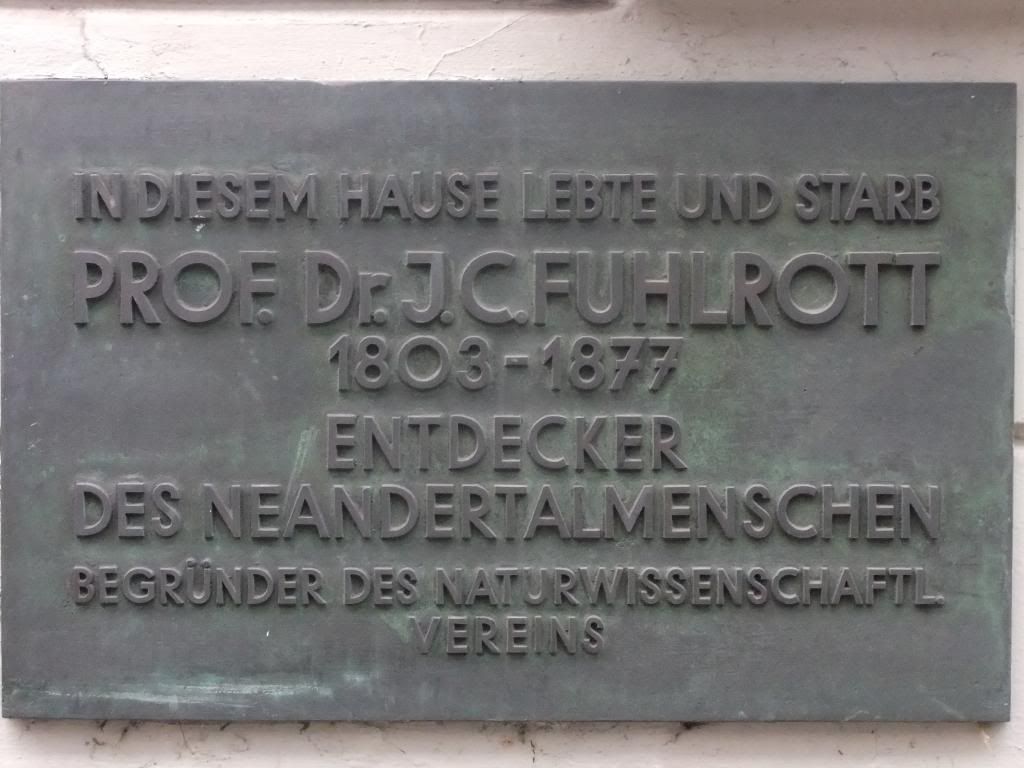 IN DIESEM HAUSE LEBTE UND STARB
PROF. Dr. J. C. FUHLROTT
1803 - 1877
ENTDECKER
DES NEANDERTALMENSCHEN
BEGRÜNDER DES NATURWISSENSCHAFTL.
VEREINS